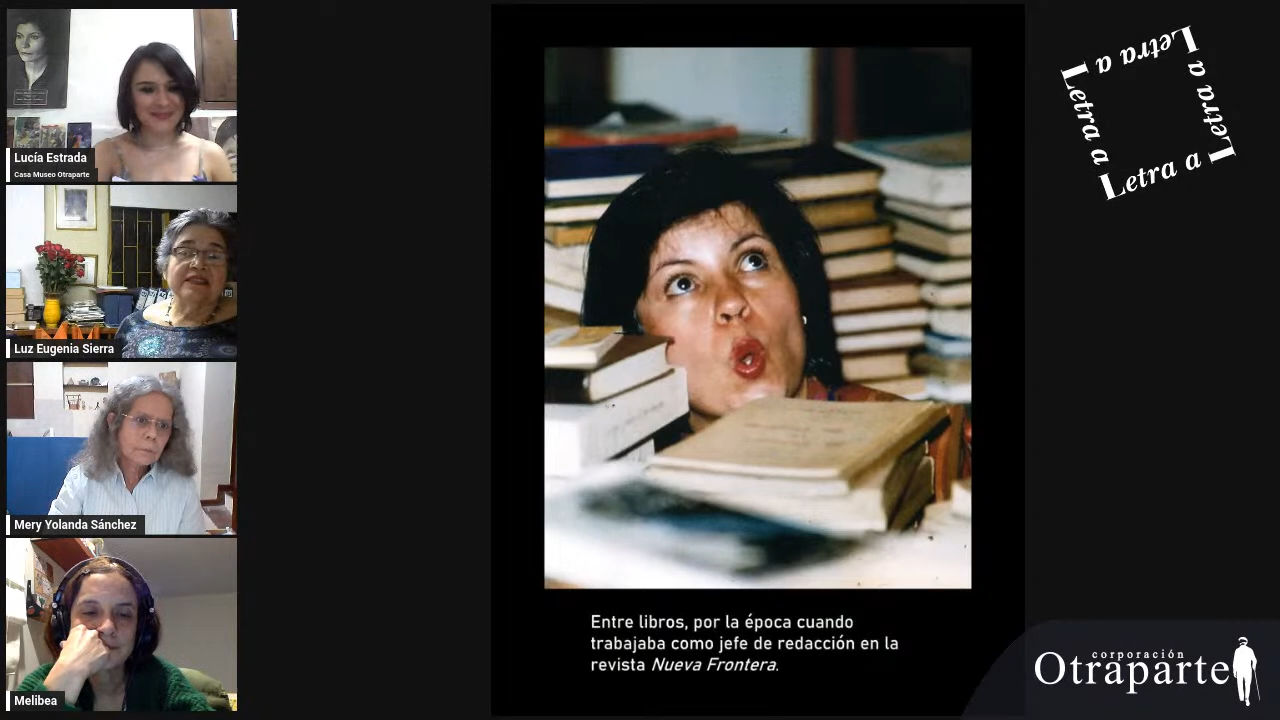 Lucía Estrada
Casa Museo Otraparte
Luz Eugenia Sierra
Mery Yolanda Sánchez
Melibea
Entre libros, por la época cuando
trabajaba como jefe de redacción en la
revista Nueva Frontera.
Letra a
Letra a
Letra a
Letra a
corporación
Otraparte